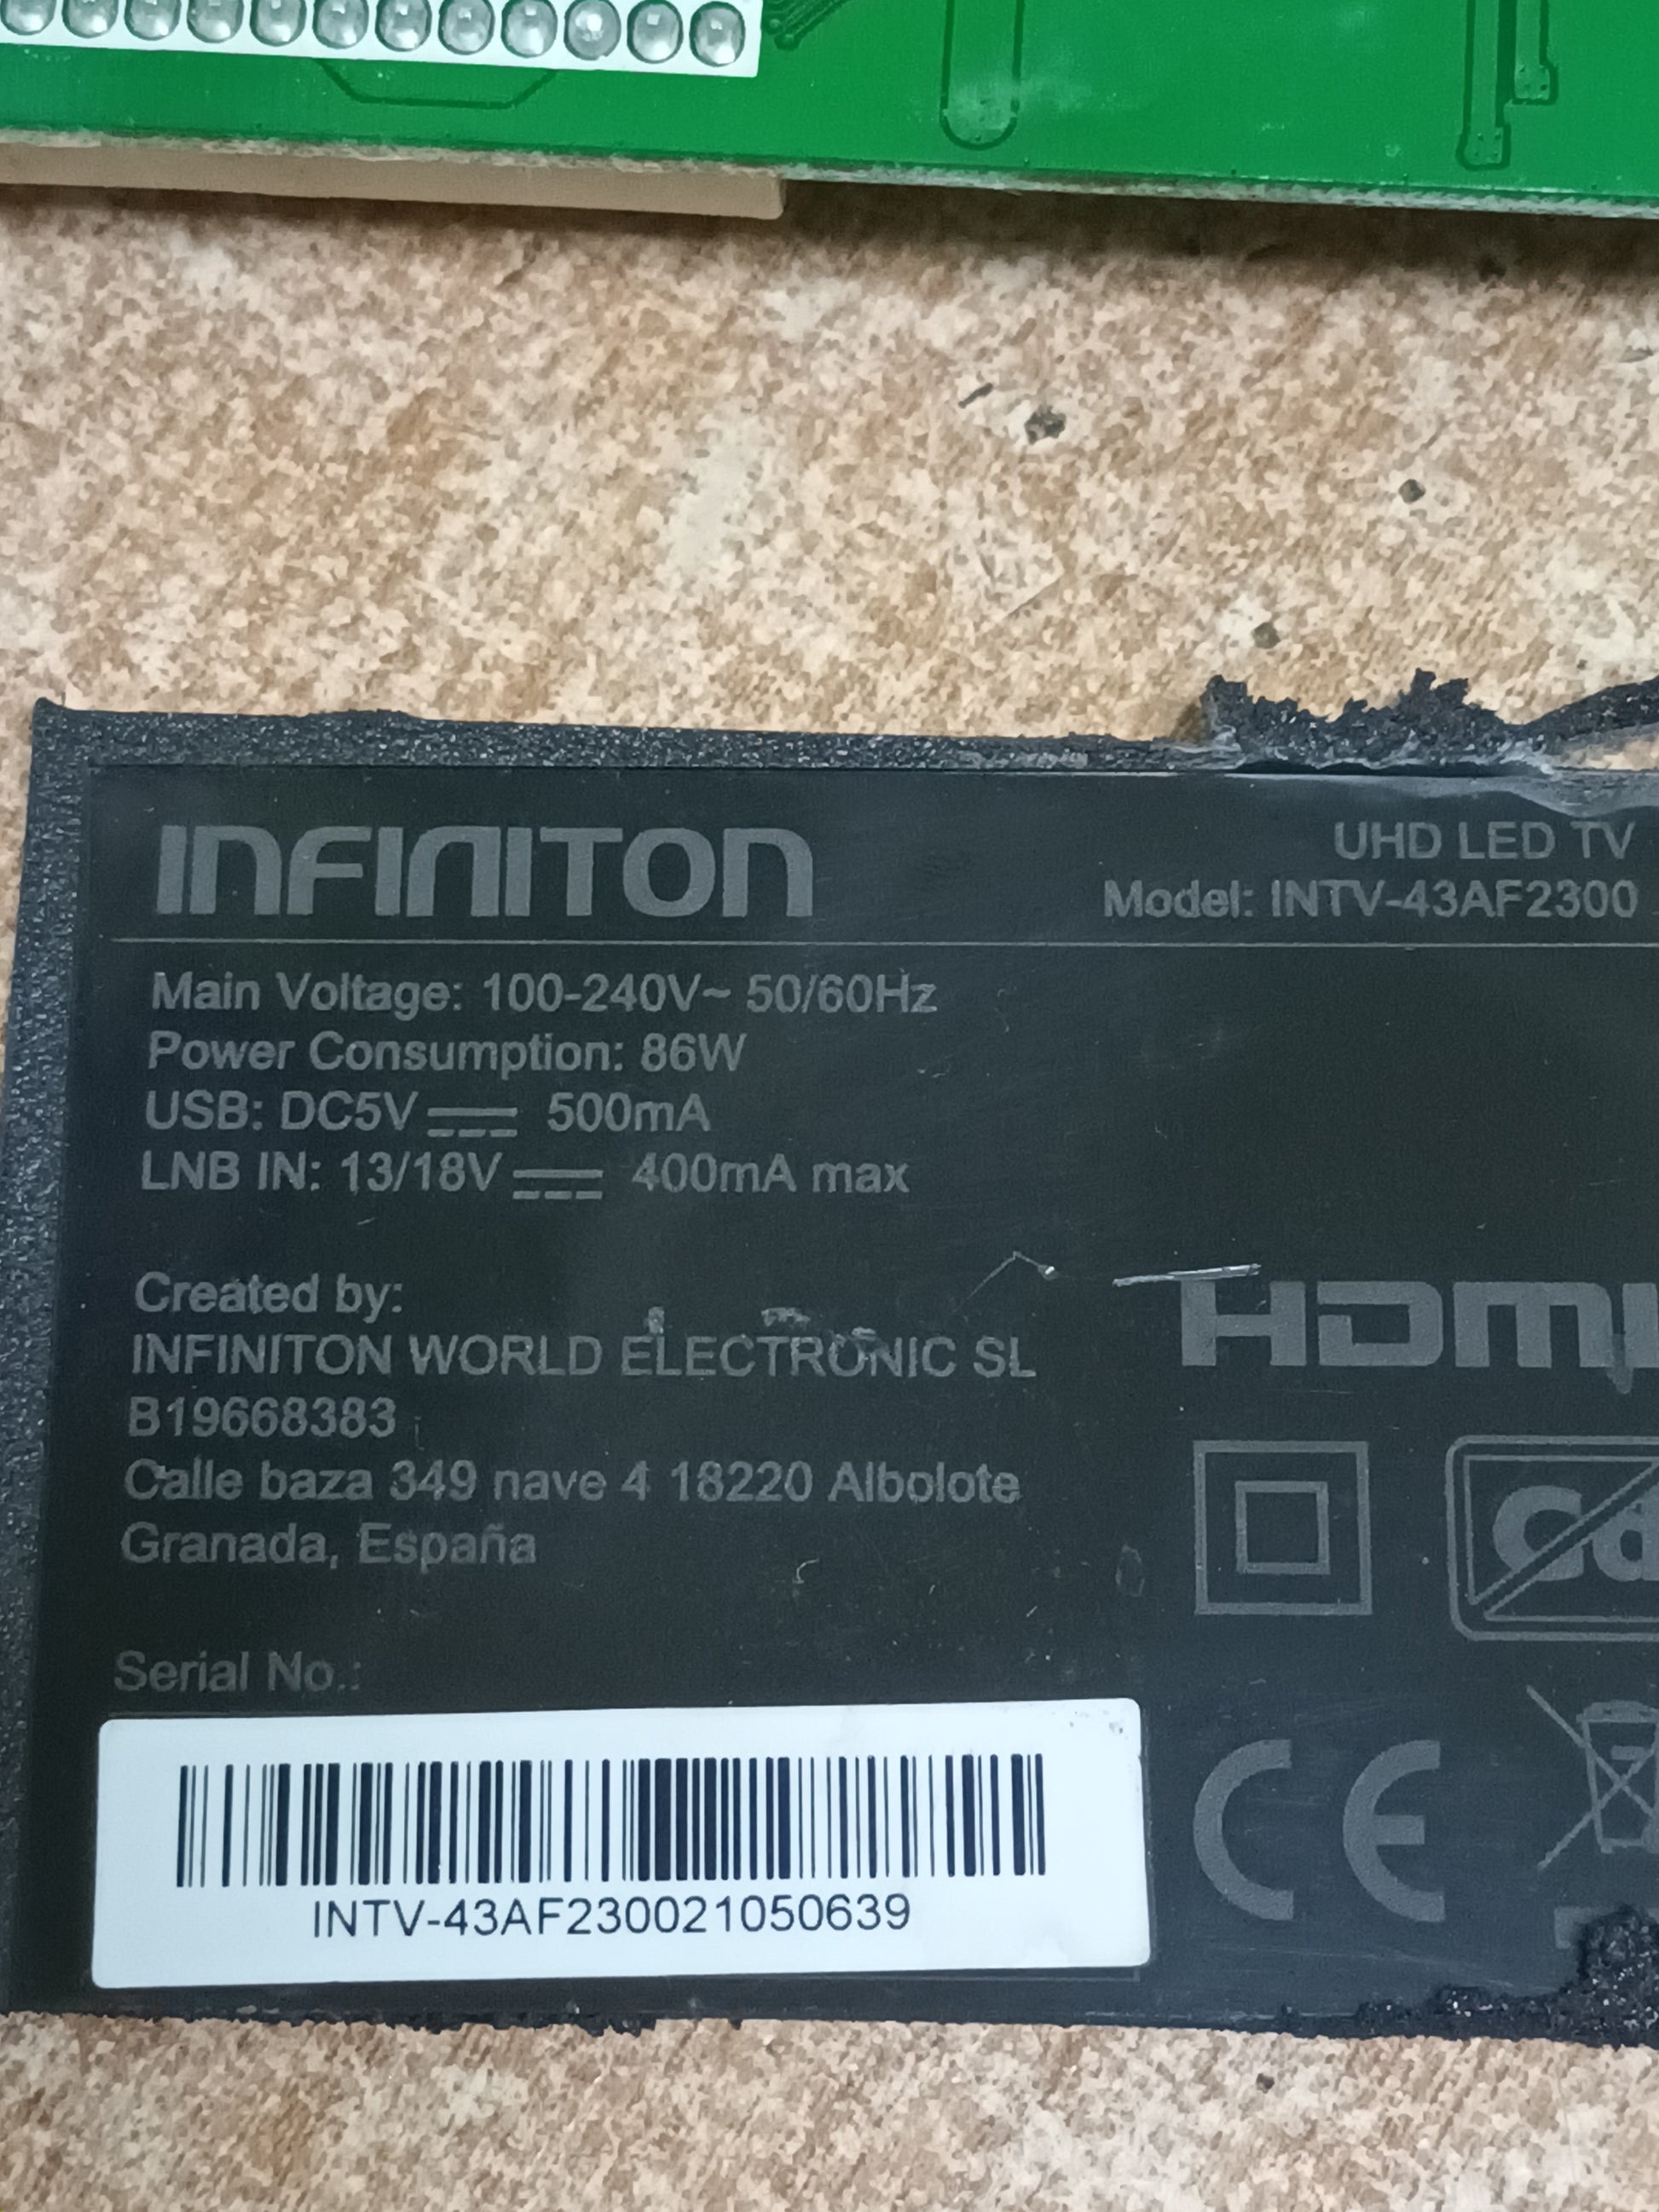 INFINITON
UHD LED TV
Model: INTV-43AF2300
Main Voltage: 100-240V~ 50/60Hz
Power Consumption: 86W
USB: DC5V 500mA
LNB IN: 13/18V 400mA max
Created by:
INFINITON WORLD ELECTRONIC SL
B19668383
Calle baza 349 nave 4 18220 Albolote
Granada, España
HDMI
Cd
Serial No.:
CE
INTV-43AF230021050639